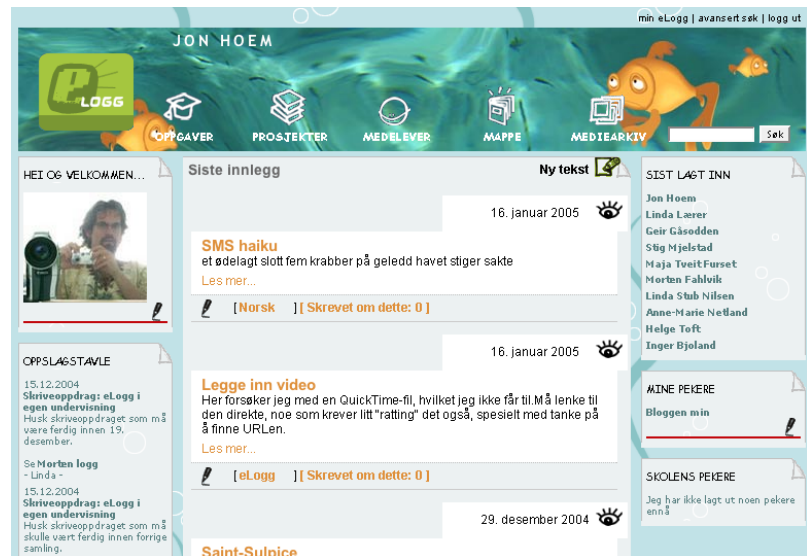 min eLogg | avansert søk | logg ut
JON HOEM
LOGG
OPPGAVER
PROSJEKTER
MEDELEVER
MAPPE
MEDIEARKIV
Søk
HEI OG VELKOMMEN...
OPPSLAGSTAVLE
15.12.2004
Skriveoppdrag: eLogg i
egen undervisning
Husk skriveoppdraget som må
være ferdig innen 19.
desember.
Se Morten logg
- Linda -
15.12.2004
Skriveoppdrag: eLogg i
egen undervisning
Husk skriveoppdraget som må
skulle vært ferdig innen forrige
samling.
Siste innlegg
Ny tekst
16. januar 2005
SMS haiku
et ødelagt slott fem krabber på geledd havet stiger sakte
Les mer...
[ Norsk ] [ Skrevet om dette: 0 ]
16. januar 2005
Legge inn video
Her forsøker jeg med en QuickTime-fil, hvilket jeg ikke får til.Må lenke til
den direkte, noe som krever litt "ratting" det også, spesielt med tanke på
å finne URLen.
Les mer...
[ eLogg ] [ Skrevet om dette: 0 ]
29. desember 2004
Saint-Sulpice
SIST LAGT INN
Jon Hoem
Linda Lærer
Geir Gåsodden
Stig Mjelstad
Maja Tveit Furset
Morten Fahlvik
Linda Stub Nilsen
Anne-Marie Netland
Helge Toft
Inger Bjoland
MINE PEKERE
Bloggen min
SKOLENS PEKERE
Jeg har ikke lagt ut noen pekere
ennå